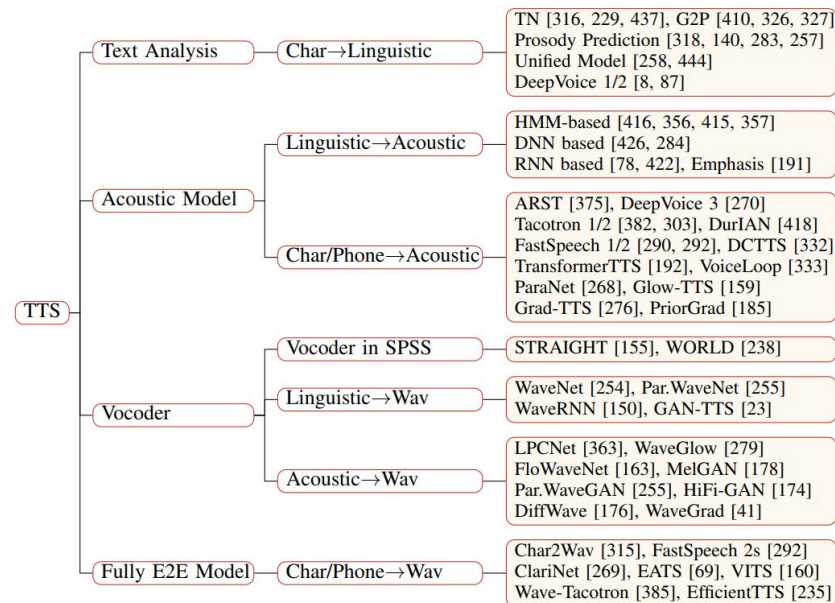 TTS
Text Analysis
Char→Linguistic
TN [316, 229, 437], G2P [410, 326, 327]
Prosody Prediction [318, 140, 283, 257]
Unified Model [258, 444]
DeepVoice 1/2 [8, 87]
Acoustic Model
Linguistic→Acoustic
HMM-based [416, 356, 415, 357]
DNN based [426, 284]
RNN based [78, 422], Emphasis [191]
Char/Phone→Acoustic
ARST [375], DeepVoice 3 [270]
Tacotron 1/2 [382, 303], DurIAN [418]
FastSpeech 1/2 [290, 292], DCTTS [332]
TransformerTTS [192], VoiceLoop [333]
ParaNet [268], Glow-TTS [159]
Grad-TTS [276], PriorGrad [185]
Vocoder
Vocoder in SPSS
STRAIGHT [155], WORLD [238]
Linguistic→Wav
WaveNet [254], Par.WaveNet [255]
WaveRNN [150], GAN-TTS [23]
Acoustic→Wav
LPCNet [363], WaveGlow [279]
FloWaveNet [163], MelGAN [178]
Par.WaveGAN [255], HiFi-GAN [174]
DiffWave [176], WaveGrad [41]
Fully E2E Model
Char/Phone→Wav
Char2Wav [315], FastSpeech 2s [292]
ClariNet [269], EATS [69], VITS [160]
Wave-Tacotron [385], EfficientTTS [235]